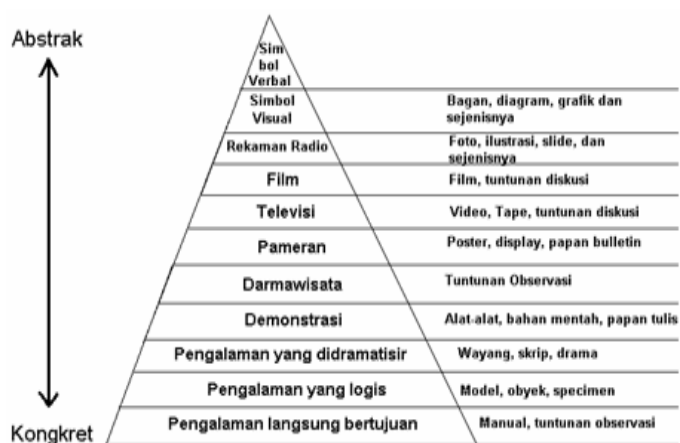 Abstrak
Sim
bol
Verbal
Simbol
Visual
Bagan, diagram, grafik dan
sejenisnya
Rekaman Radio
Foto, ilustrasi, slide, dan
sejenisnya
Film
Film, tuntunan diskusi
Televisi
Video, Tape, tuntunan diskusi
Pameran
Poster, display, papan bulletin
Darmawisata
Tuntunan Observasi
Demonstrasi
Alat-alat, bahan mentah, papan tulis
Pengalaman yang didramatisir
Wayang, skrip, drama
Pengalaman yang logis
Model, obyek, specimen
Kongkret
Pengalaman langsung bertujuan
Manual, tuntunan observasi